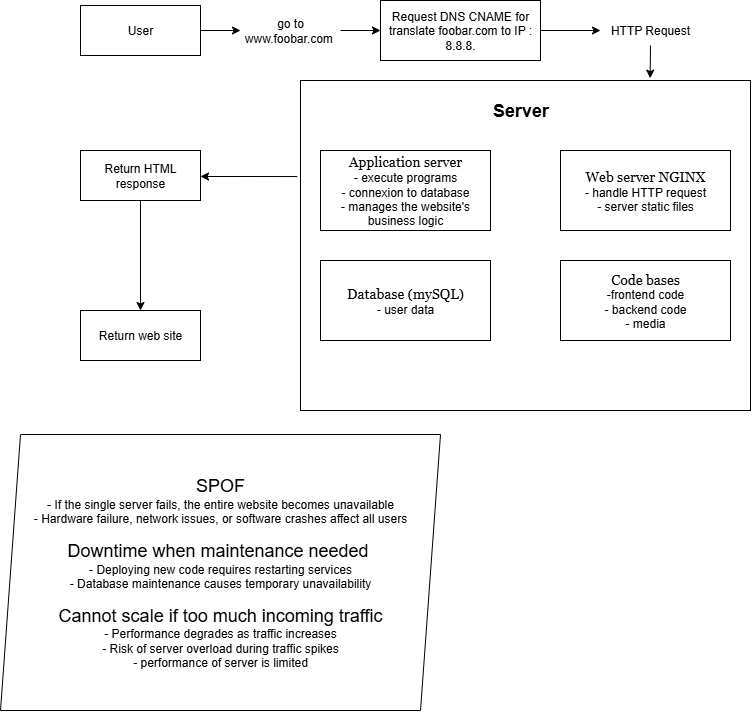 User
go to
www.foobar.com
Request DNS CNAME for
translate foobar.com to IP :
8.8.8.
HTTP Request
Server
Application server
- execute programs
- connexion to database
- manages the website's
business logic
Web server NGINX
- handle HTTP request
- server static files
Database (mySQL)
- user data
Code bases
-frontend code
- backend code
- media
Return HTML
response
Return web site
SPOF
- If the single server fails, the entire website becomes unavailable
- Hardware failure, network issues, or software crashes affect all users
Downtime when maintenance needed
- Deploying new code requires restarting services
- Database maintenance causes temporary unavailability
Cannot scale if too much incoming traffic
- Performance degrades as traffic increases
- Risk of server overload during traffic spikes
- performance of server is limited